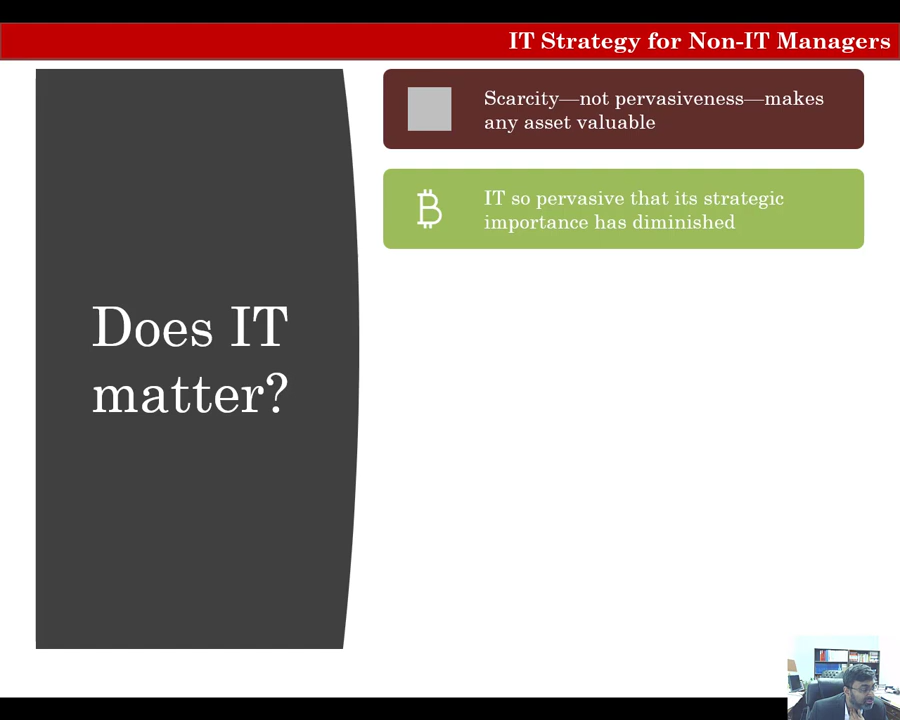 IT Strategy for Non-IT Managers
Does IT
matter?
Scarcity—not pervasiveness—makes
any asset valuable
IT so pervasive that its strategic
importance has diminished